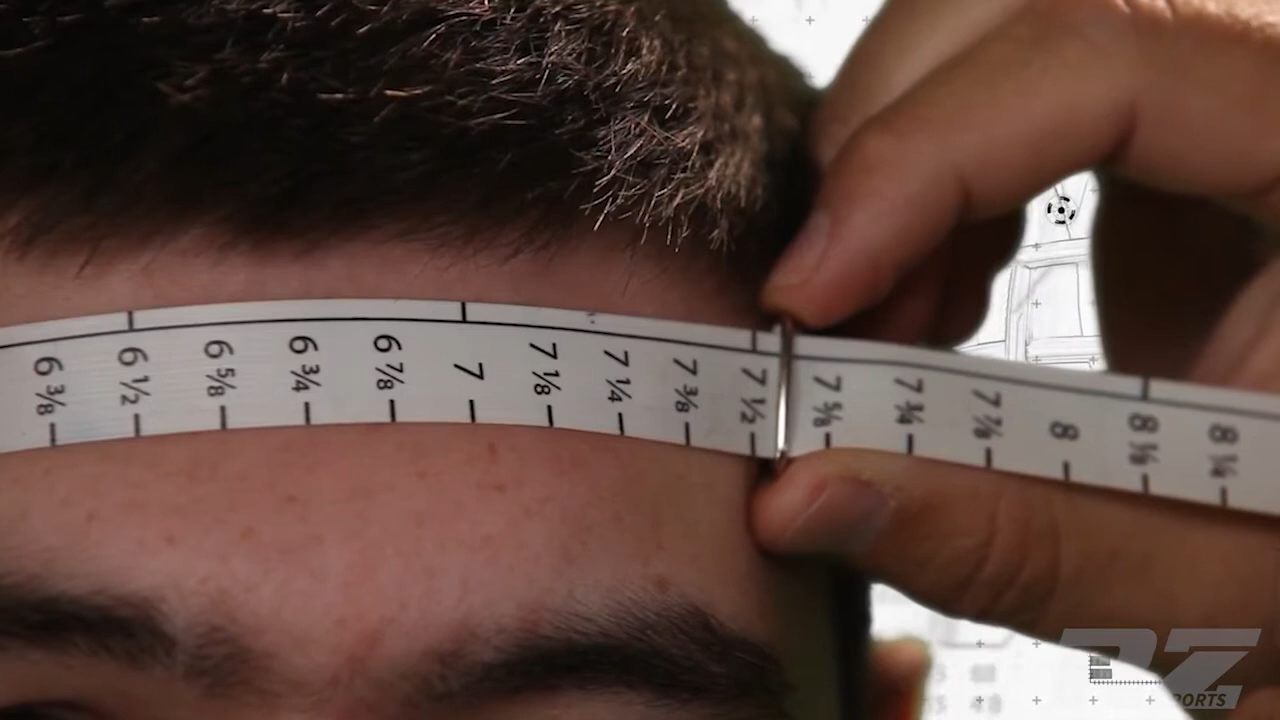 6 ⅜ 6 ½ 6 ⅝ 6 ¾ 6 ⅞ 7 7 ⅛ 7 ¼ 7 ⅜ 7 ½ 7 ⅝ 7 ¾ 7 ⅞ 8 8 ⅛ 8 ¼
PORTS